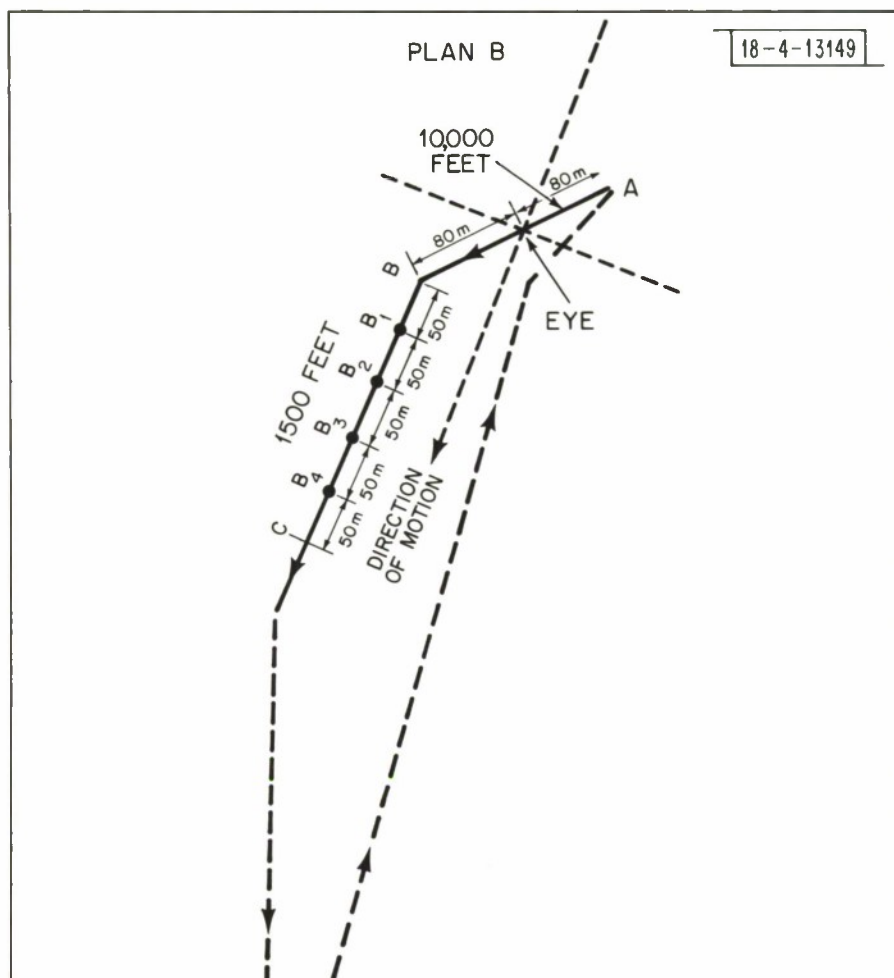 PLAN B
18-4-13149
10,000
FEET
80m
A
80m
B
EYE
B1
50m
B2
50m
1500 FEET
B3
50m
B4
50m
C
50m
DIRECTION
OF MOTION